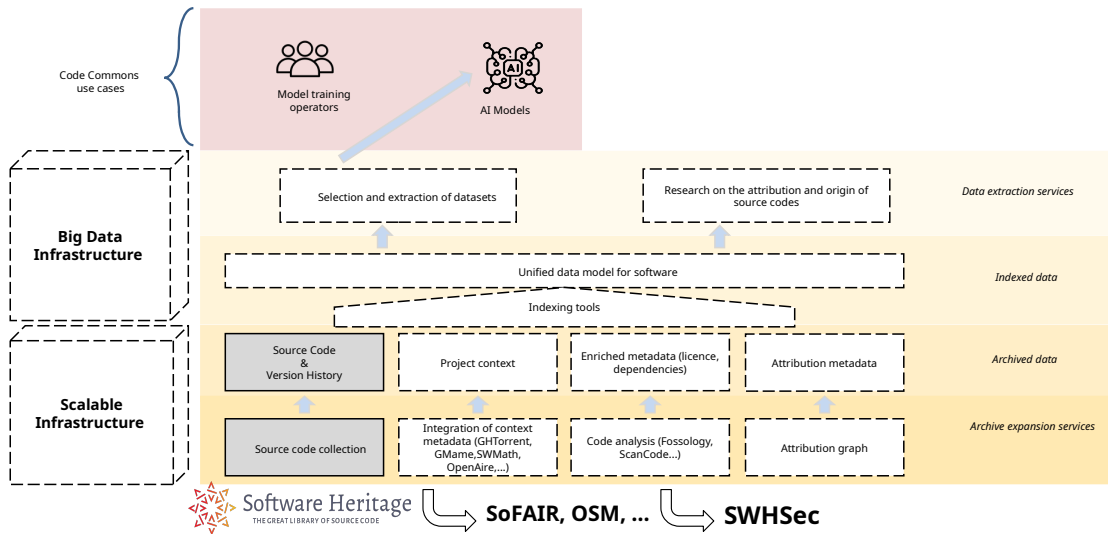 Code Commons
use cases
Model training
operators
AI
AI Models
Big Data
Infrastructure
Selection and extraction of datasets
Research on the attribution and origin of
source codes
Data extraction services
Unified data model for software
Indexed data
Indexing tools
Scalable
Infrastructure
Source Code
&
Version History
Project context
Enriched metadata (licence,
dependencies)
Attribution metadata
Archived data
Source code collection
Integration of context
metadata (GHTorrent,
GMame,SWMath,
OpenAire,...)
Code analysis (Fossology,
ScanCode...)
Attribution graph
Archive expansion services
Software Heritage
THE GREAT LIBRARY OF SOURCE CODE
SoFAIR, OSM, ...
SWHSec